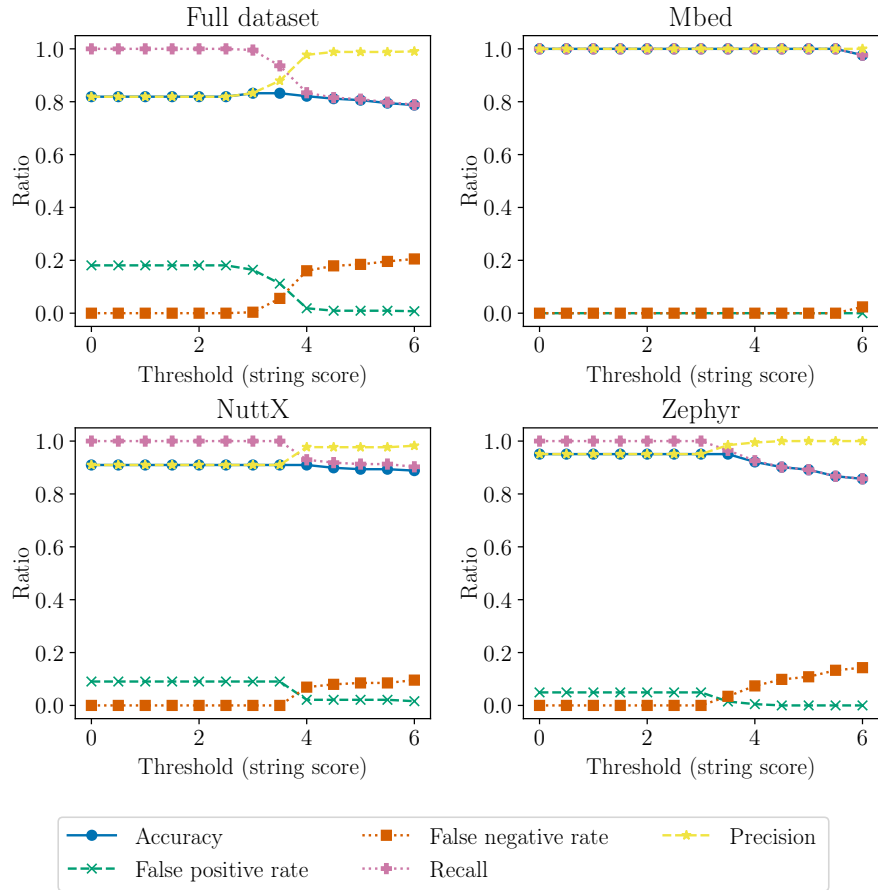 Full dataset
Mbed
1.0
0.8
0.6
0.4
0.2
0.0
Ratio
0 2 4 6
Threshold (string score)
1.0
0.8
0.6
0.4
0.2
0.0
Ratio
0 2 4 6
Threshold (string score)
NuttX
Zephyr
1.0
0.8
0.6
0.4
0.2
0.0
Ratio
0 2 4 6
Threshold (string score)
1.0
0.8
0.6
0.4
0.2
0.0
Ratio
0 2 4 6
Threshold (string score)
Accuracy
False positive rate
False negative rate
Recall
Precision